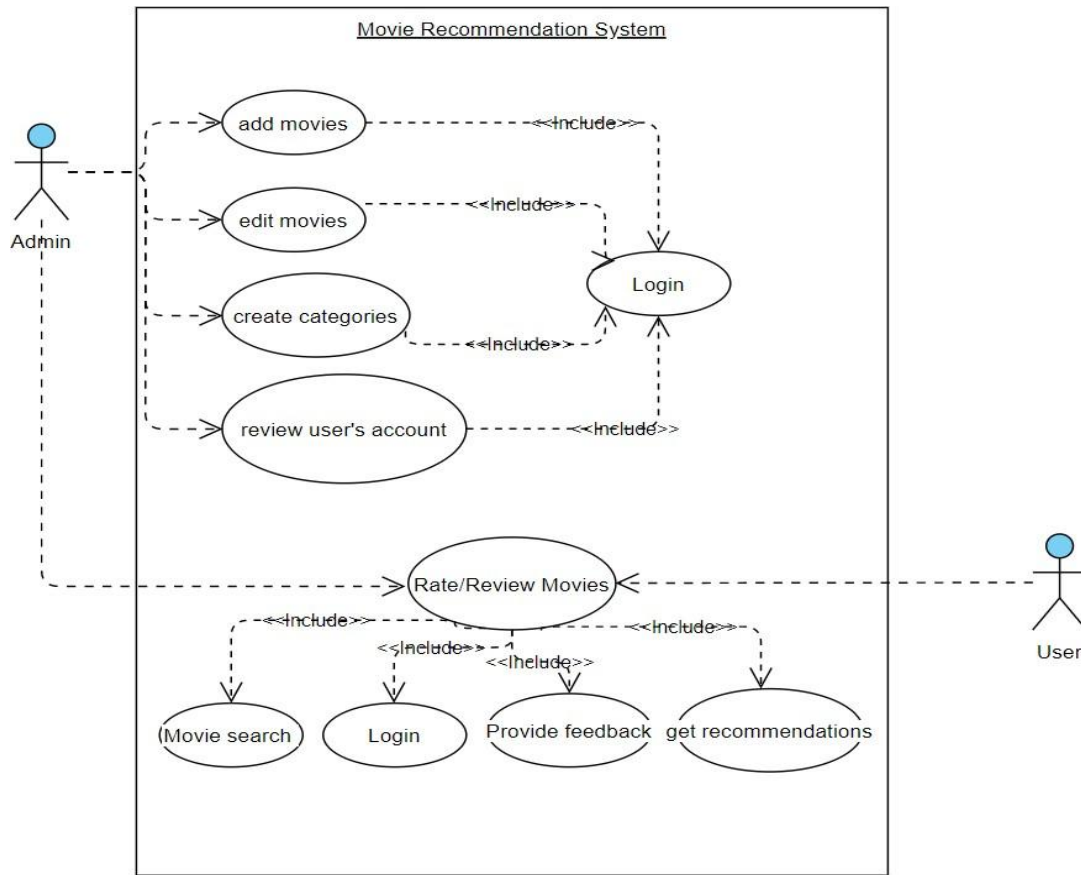 Movie Recommendation System
add movies
<<Include>>
Admin
edit movies
<<Include>>
Login
create categories
<<Include>>
review user's account
<<Include>>
Rate/Review Movies
<<Include>>
<<Include>>
<<Include>>
<<Include>>
User
Movie search
Login
Provide feedback
get recommendations